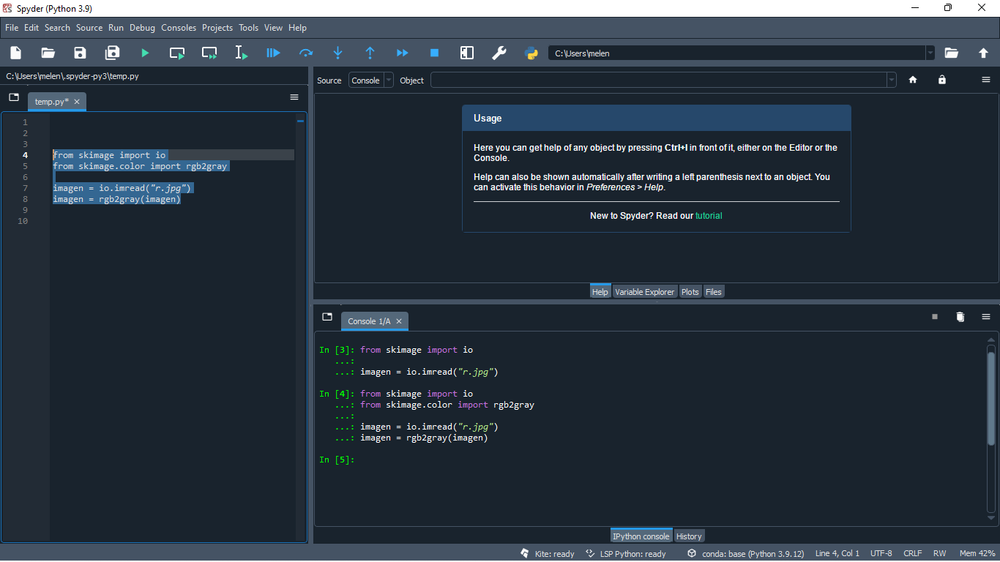 Spyder (Python 3.9)
File Edit Search Source Run Debug Consoles Projects Tools View Help
C:\Users\melen
C:\Users\melen\.spyder-py3\temp.py
temp.py*
1
2
3
4 from skimage import io
5 from skimage.color import rgb2gray
6
7 imagen = io.imread("r.jpg")
8 imagen = rgb2gray(imagen)
9
10
Source Console Object
Usage
Here you can get help of any object by pressing Ctrl+I in front of it, either on the Editor or the
Console.
Help can also be shown automatically after writing a left parenthesis next to an object. You
can activate this behavior in Preferences > Help.
New to Spyder? Read our tutorial
Help Variable Explorer Plots Files
Console 1/A
In [3]: from skimage import io
...:
...: imagen = io.imread("r.jpg")
In [4]: from skimage import io
...: from skimage.color import rgb2gray
...:
...: imagen = io.imread("r.jpg")
...: imagen = rgb2gray(imagen)
In [5]:
IPython console History
Kite: ready LSP Python: ready conda: base (Python 3.9.12) Line 4, Col 1 UTF-8 CRLF RW Mem 42%